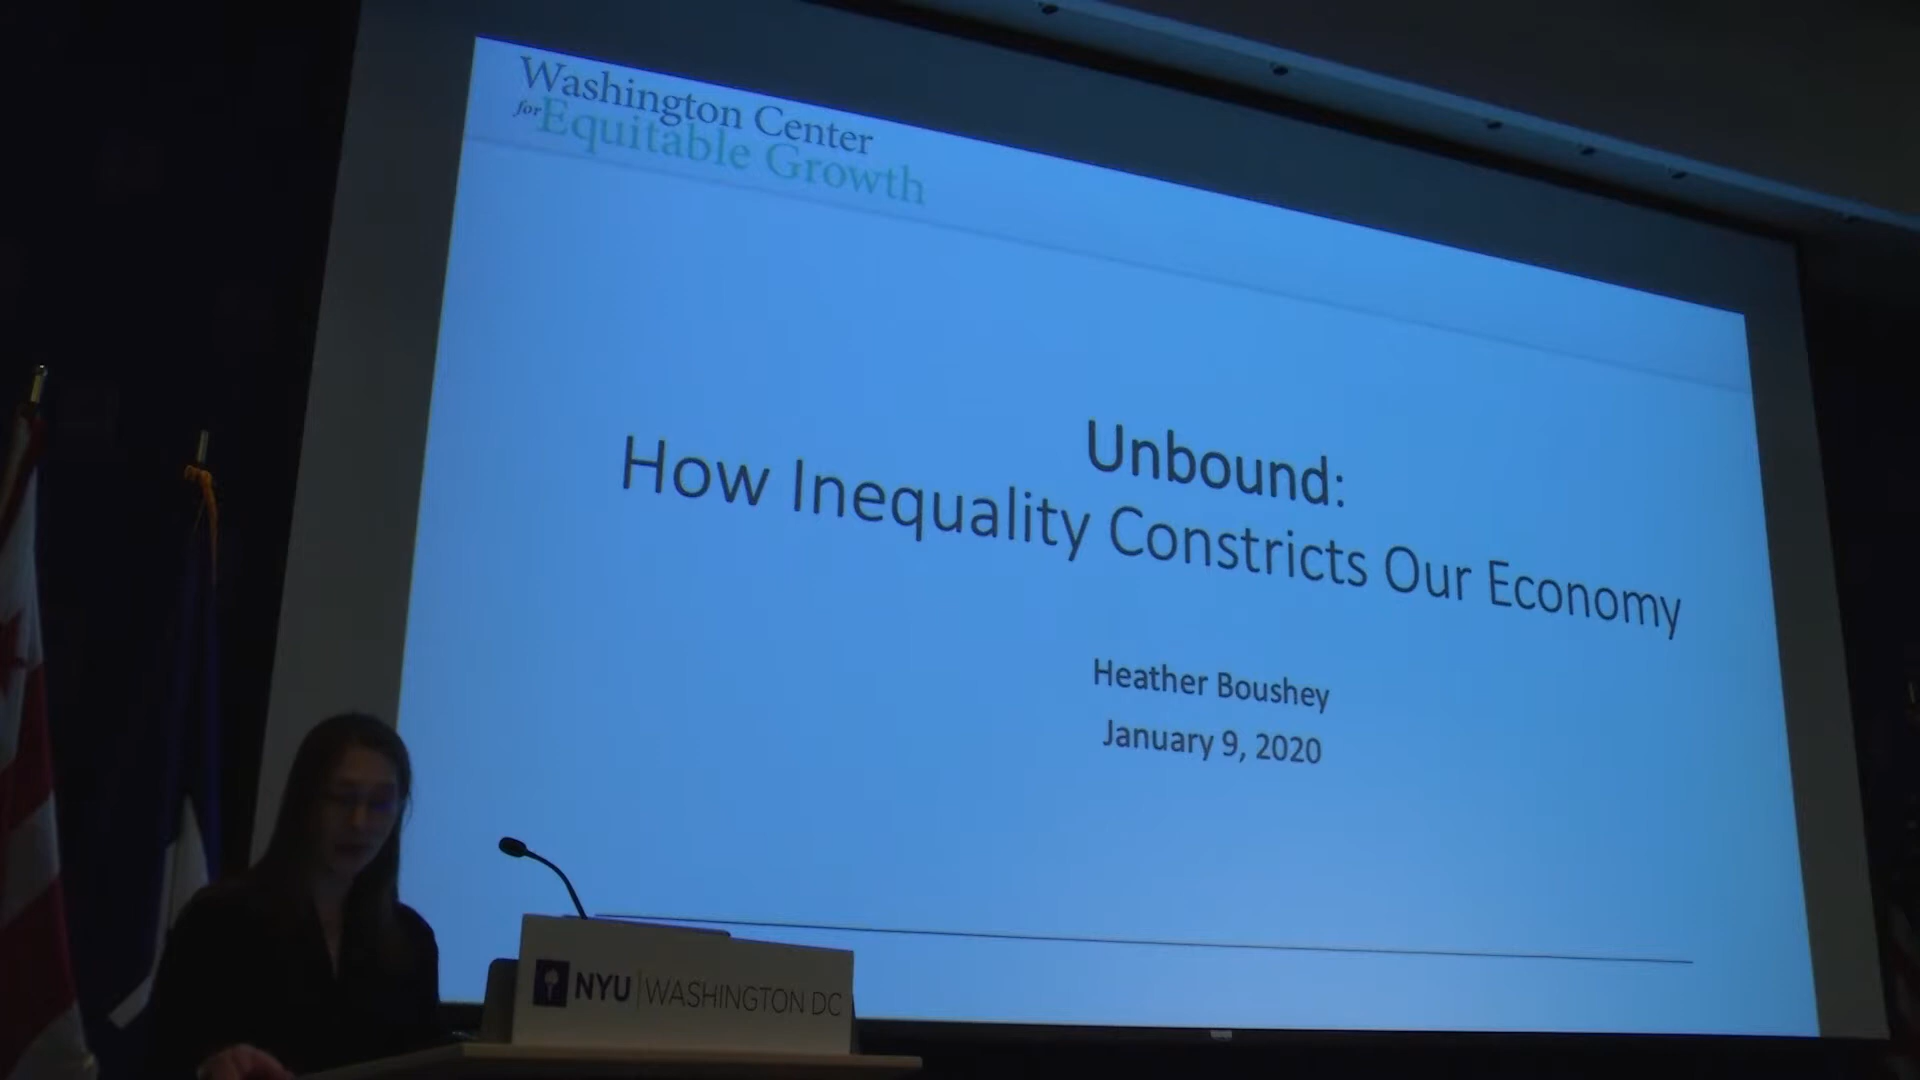 Washington Center
for Equitable Growth
Unbound:
How Inequality Constricts Our Economy
Heather Boushey
January 9, 2020
NYU | WASHINGTON DC